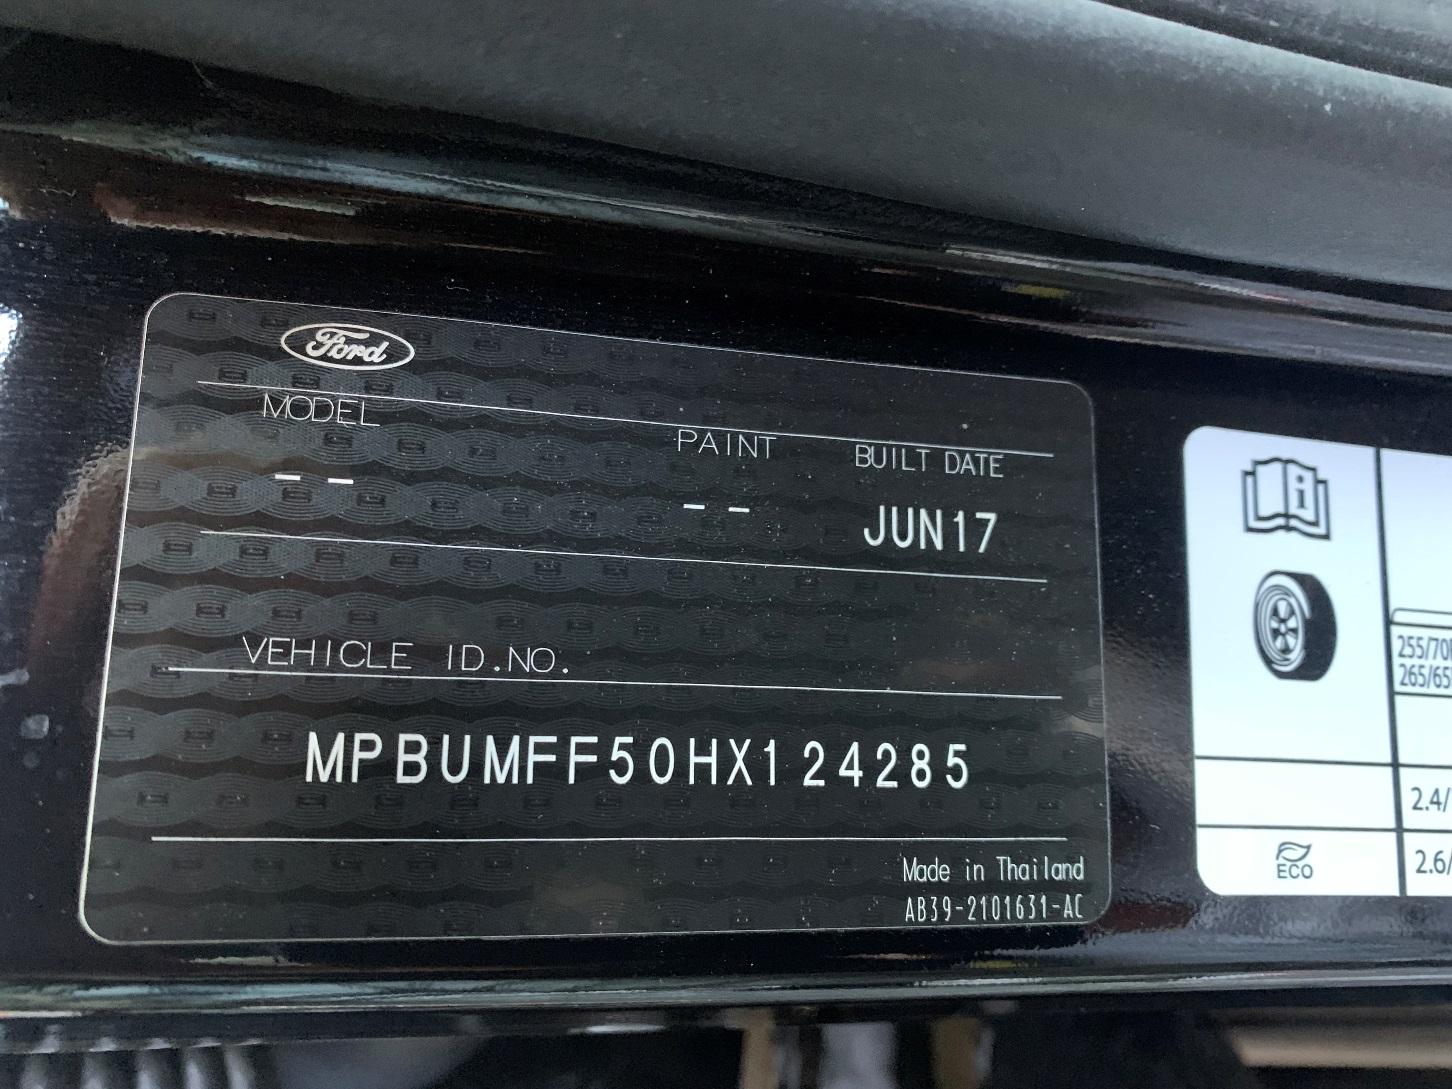 Ford
MODEL PAINT BUILT DATE
-- -- JUN17
VEHICLE ID.NO.
MPBUMFF50HX124285
Made in Thailand
AB39-2101631-AC
i
255/70
265/65
2.4/
ECO 2.6/